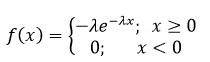 f(x) = {−λe^{−λx}; x ≥ 0
0; x < 0